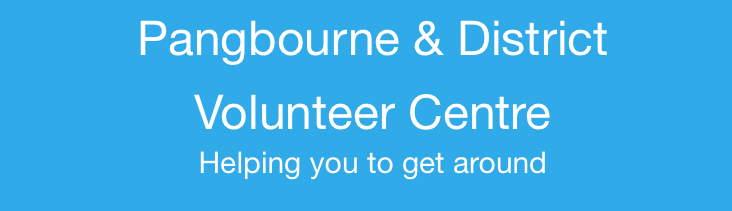 Pangbourne & District
Volunteer Centre
Helping you to get around